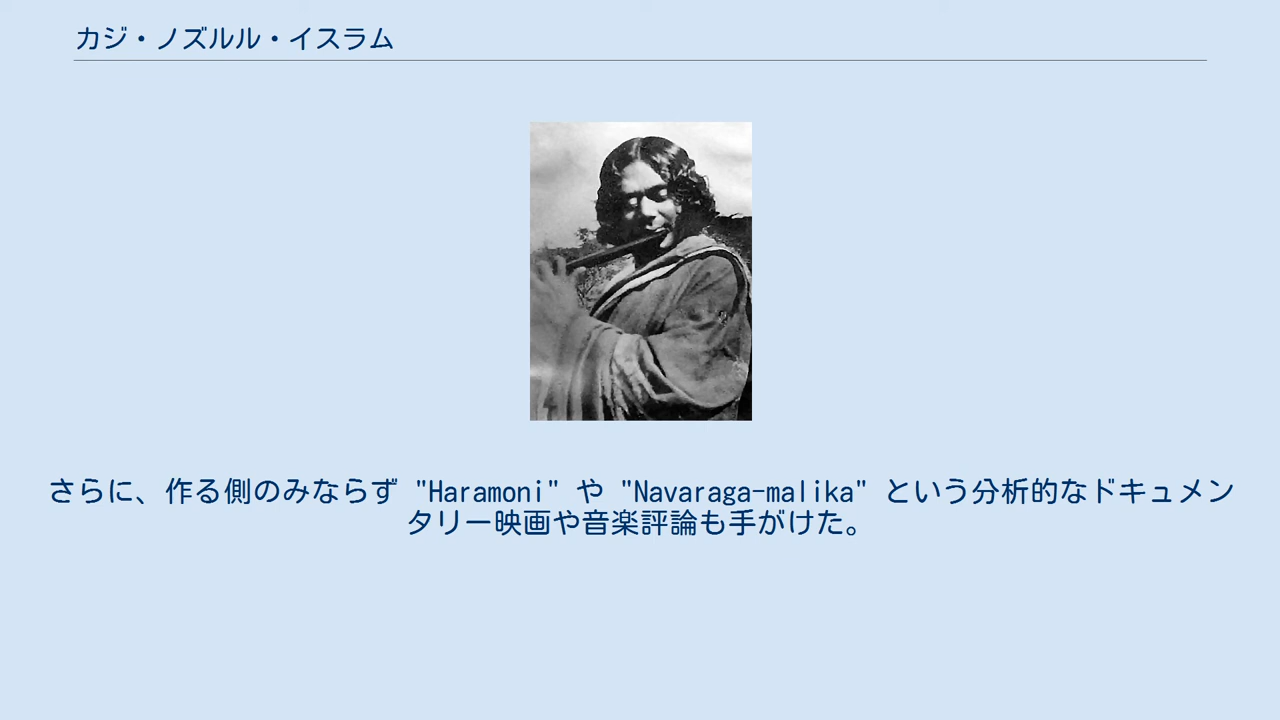 カジ・ノズルル・イスラム
さらに、作る側のみならず "Haramoni" や "Navaraga-malika" という分析的なドキュメン
タリー映画や音楽評論も手がけた。